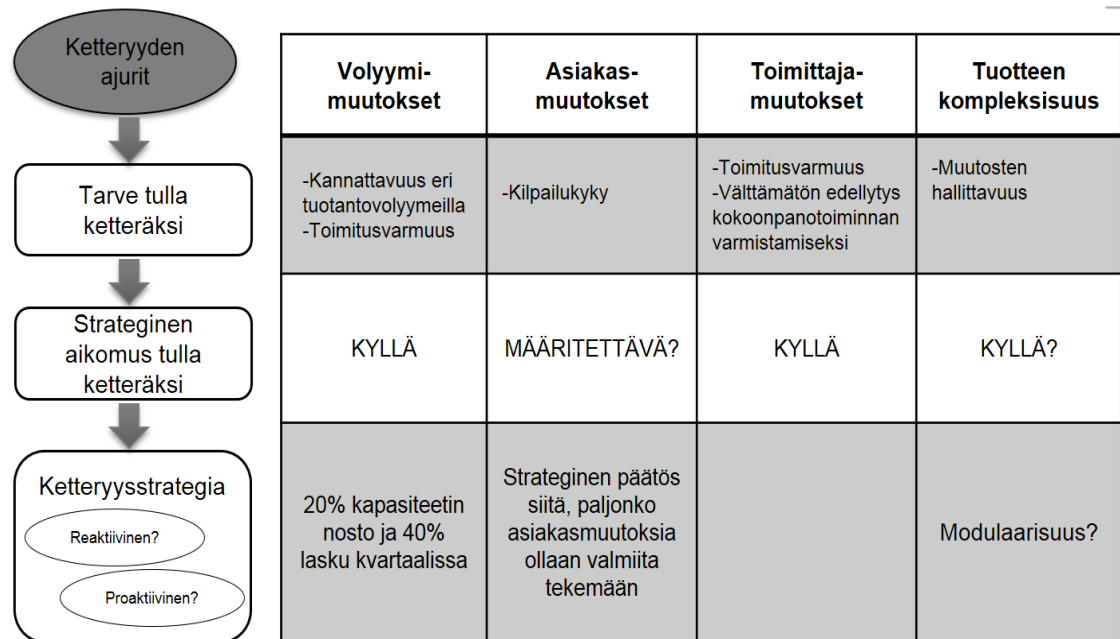 Ketteryyden
ajurit
Volyymi-
muutokset
Asiakas-
muutokset
Toimittaja-
muutokset
Tuotteen
kompleksisuus
Tarve tulla
ketteräksi
-Kannattavuus eri
tuotantovolyymeilla
-Toimitusvarmuus
-Kilpailukyky
-Toimitusvarmuus
-Välttämätön edellytys
kokoonpanotoiminnan
varmistamiseksi
-Muutosten
hallittavuus
Strateginen
aikomus tulla
ketteräksi
KYLLÄ
MÄÄRITETTÄVÄ?
KYLLÄ
KYLLÄ?
Ketteryysstrategia
Reaktiivinen?
Proaktiivinen?
20% kapasiteetin
nosto ja 40%
lasku kvartaalissa
Strateginen päätös
siitä, paljonko
asiakasmuutoksia
ollaan valmiita
tekemään
Modulaarisuus?